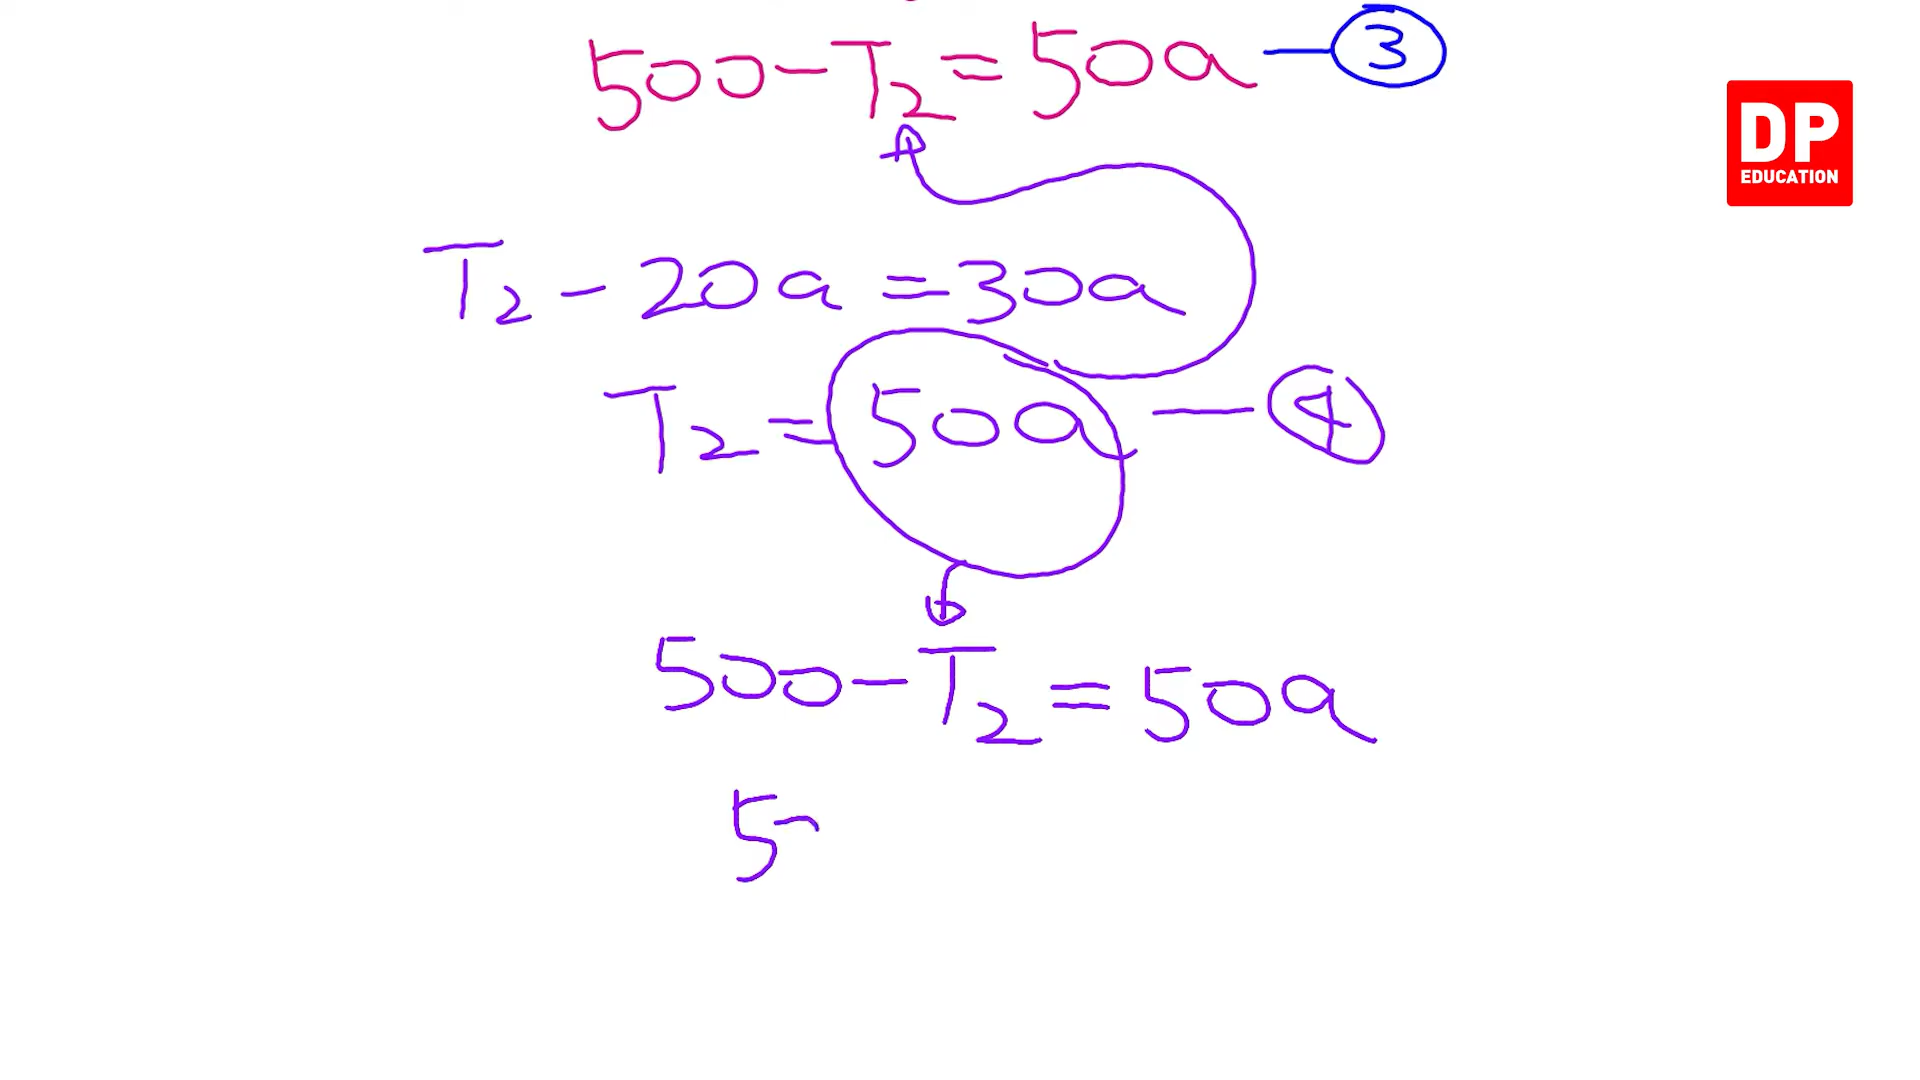 500-T₂=50a — ③
DP
EDUCATION
T₂-20a=30a
T₂=50a — ④
500-T₂=50a
5